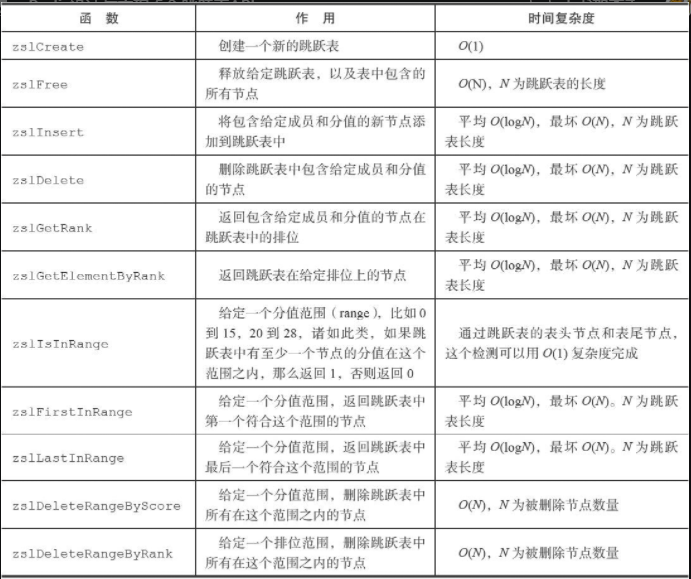 函 数
作 用
时间复杂度
zslCreate
创建一个新的跳跃表
O(1)
zslFree
释放给定跳跃表，以及表中包含的
所有节点
O(N)，N 为跳跃表的长度
zslInsert
将包含给定成员和分值的新节点添
加到跳跃表中
平均 O(logN)，最坏 O(N)，N 为跳跃
表长度
zslDelete
删除跳跃表中包含给定成员和分值
的节点
平均 O(logN)，最坏 O(N)，N 为跳跃
表长度
zslGetRank
返回包含给定成员和分值的节点在
跳跃表中的排位
平均 O(logN)，最坏 O(N)，N 为跳跃
表长度
zslGetElementByRank
返回跳跃表在给定排位上的节点
平均 O(logN)，最坏 O(N)，N 为跳跃
表长度
zslIsInRange
给定一个分值范围（range），比如 0
到 15，20 到 28，诸如此类，如果跳
跃表中有至少一个节点的分值在这个
范围之内，那么返回 1，否则返回 0
通过跳跃表的表头节点和表尾节点，
这个检测可以用 O(1) 复杂度完成
zslFirstInRange
给定一个分值范围，返回跳跃表中
第一个符合这个范围的节点
平均 O(logN)，最坏 O(N)。N 为跳跃
表长度
zslLastInRange
给定一个分值范围，返回跳跃表中
最后一个符合这个范围的节点
平均 O(logN)，最坏 O(N)。N 为跳跃
表长度
zslDeleteRangeByScore
给定一个分值范围，删除跳跃表中
所有在这个范围之内的节点
O(N)，N 为被删除节点数量
zslDeleteRangeByRank
给定一个排位范围，删除跳跃表中
所有在这个范围之内的节点
O(N)，N 为被删除节点数量